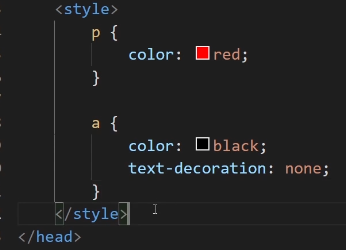 <style>
p {
color: red;
}
a {
color: black;
text-decoration: none;
}
</style>
</head>